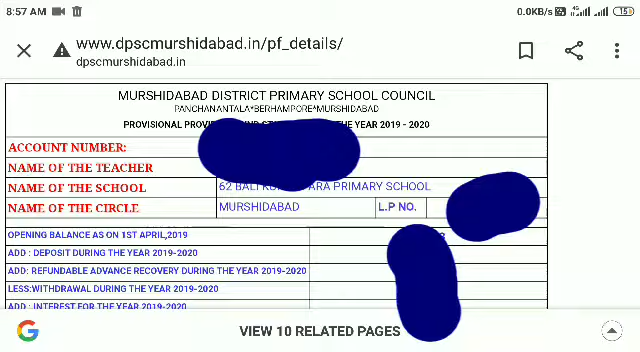 8:57 AM 0.0KB/s 4G 15
www.dpscmurshidabad.in/pf_details/
dpscmurshidabad.in
MURSHIDABAD DISTRICT PRIMARY SCHOOL COUNCIL
PANCHANANTALA*BERHAMPORE*MURSHIDABAD
PROVISIONAL THE YEAR 2019 - 2020
ACCOUNT NUMBER:
NAME OF THE TEACHER
NAME OF THE SCHOOL 62 BALI PRIMARY SCHOOL
NAME OF THE CIRCLE MURSHIDABAD L.P NO.
OPENING BALANCE AS ON 1ST APRIL,2019
ADD : DEPOSIT DURING THE YEAR 2019-2020
ADD: REFUNDABLE ADVANCE RECOVERY DURING THE YEAR 2019-2020
LESS:WITHDRAWAL DURING THE YEAR 2019-2020
ADD : INTEREST FOR THE YEAR 2019-2020
G VIEW 10 RELATED PAGES